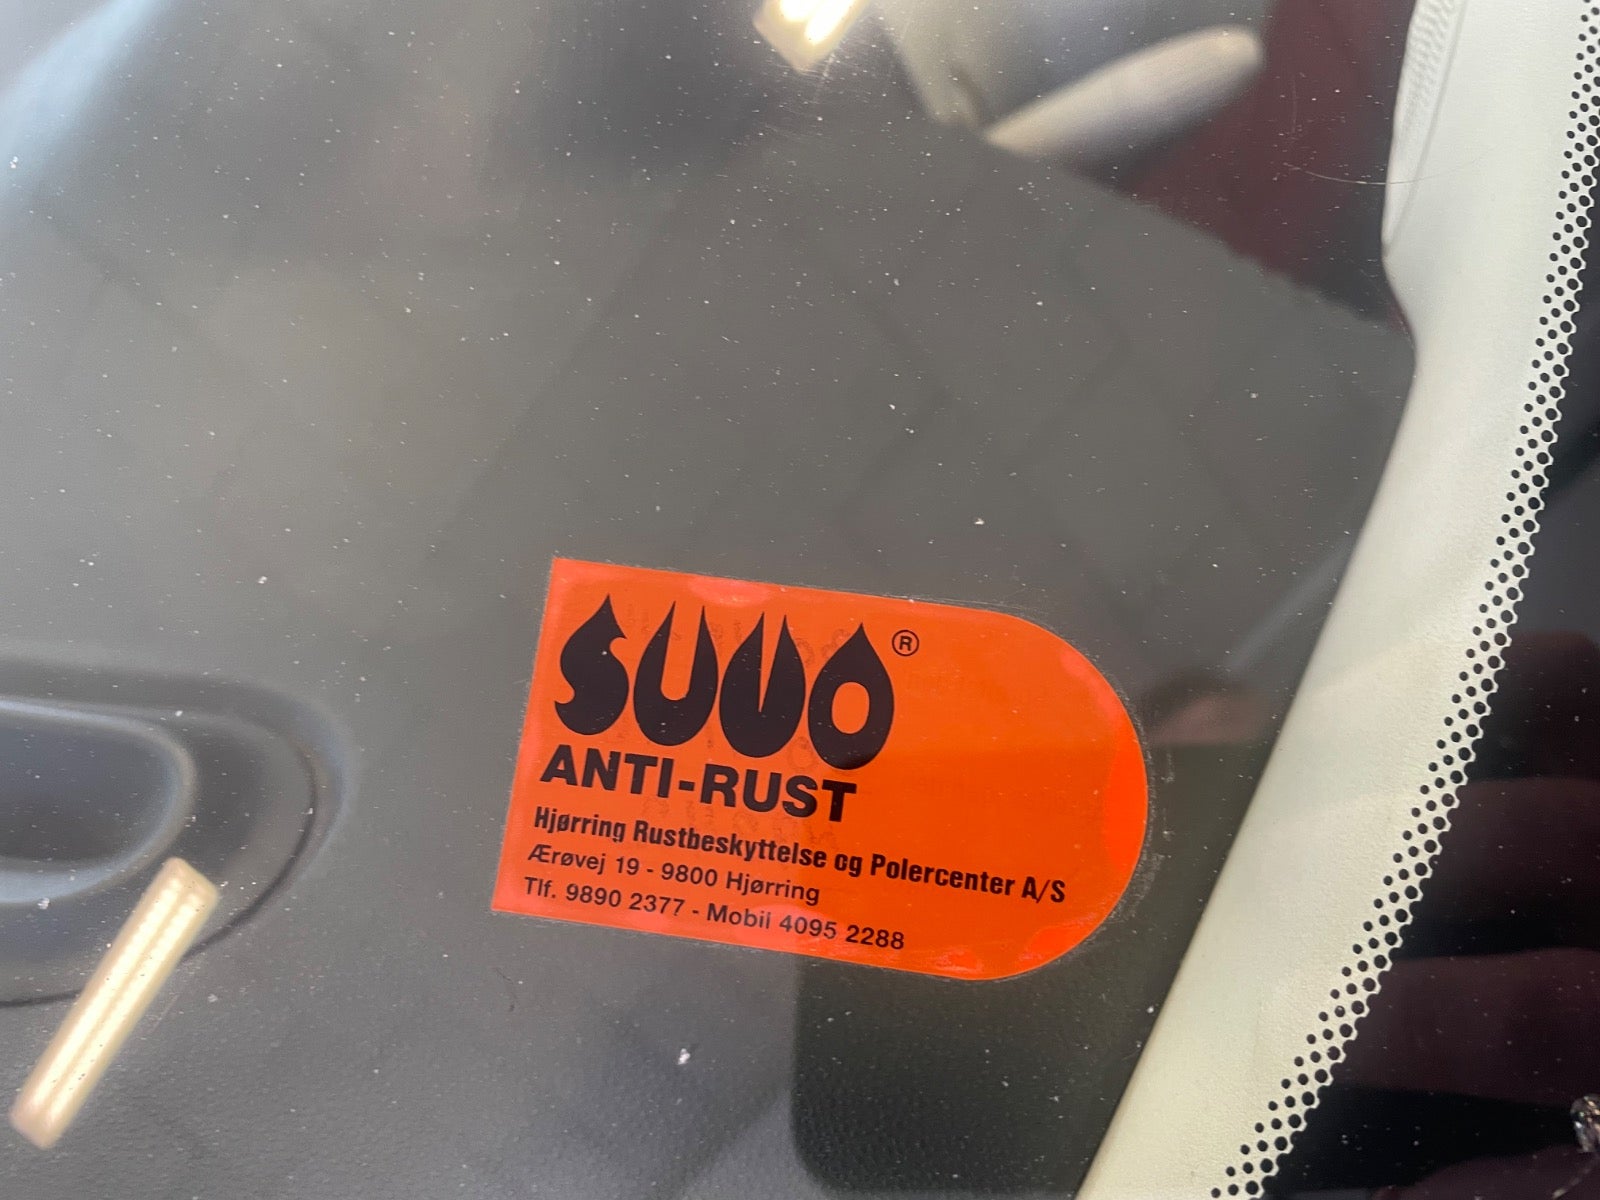 SUVO®
ANTI-RUST
Hjørring Rustbeskyttelse og Polercenter A/S
Ærøvej 19 - 9800 Hjørring
Tlf. 9890 2377 - Mobil 4095 2288